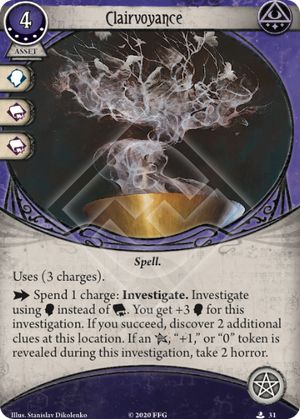 4
Clairvoyance
ASSET
Spell.
Uses (3 charges).
Spend 1 charge: Investigate. Investigate
using instead of . You get +3 for
this investigation. If you succeed, discover 2 additional
clues at this location. If an , “+1,” or “0” token is
revealed during this investigation, take 2 horror.
Illus. Stanislav Dikolenko
© 2020 FFG
31